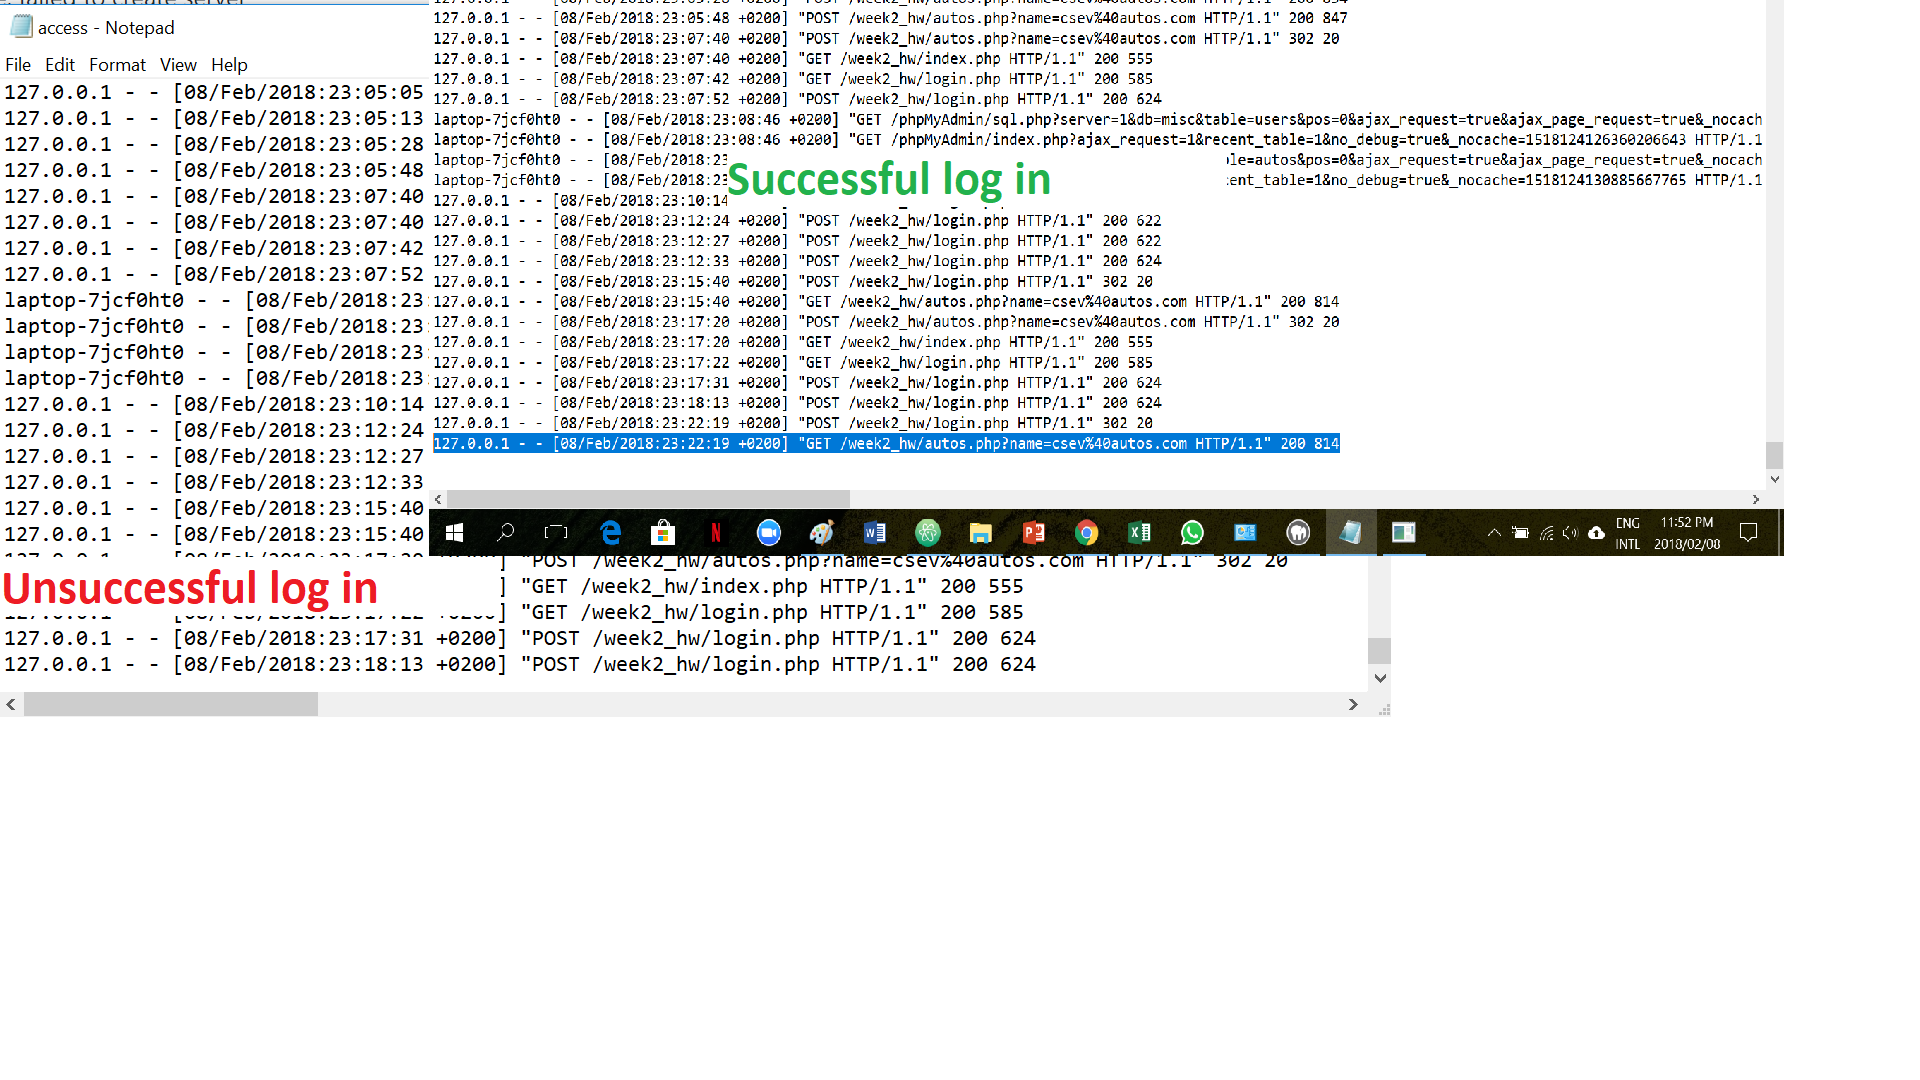 failed to create server
access - Notepad
File Edit Format View Help
127.0.0.1 - - [08/Feb/2018:23:05:05
127.0.0.1 - - [08/Feb/2018:23:05:13
127.0.0.1 - - [08/Feb/2018:23:05:28
127.0.0.1 - - [08/Feb/2018:23:05:48
127.0.0.1 - - [08/Feb/2018:23:07:40
127.0.0.1 - - [08/Feb/2018:23:07:40
127.0.0.1 - - [08/Feb/2018:23:07:42
127.0.0.1 - - [08/Feb/2018:23:07:52
laptop-7jcf0ht0 - - [08/Feb/2018:23:
laptop-7jcf0ht0 - - [08/Feb/2018:23:
laptop-7jcf0ht0 - - [08/Feb/2018:23:
laptop-7jcf0ht0 - - [08/Feb/2018:23:
127.0.0.1 - - [08/Feb/2018:23:10:14
127.0.0.1 - - [08/Feb/2018:23:12:24
127.0.0.1 - - [08/Feb/2018:23:12:27
127.0.0.1 - - [08/Feb/2018:23:12:33
127.0.0.1 - - [08/Feb/2018:23:15:40
127.0.0.1 - - [08/Feb/2018:23:15:40
127.0.0.1 - - [08/Feb/2018:23:05:48 +0200] "POST /week2_hw/autos.php?name=csev%40autos.com HTTP/1.1" 200 847
127.0.0.1 - - [08/Feb/2018:23:07:40 +0200] "POST /week2_hw/autos.php?name=csev%40autos.com HTTP/1.1" 302 20
127.0.0.1 - - [08/Feb/2018:23:07:40 +0200] "GET /week2_hw/index.php HTTP/1.1" 200 555
127.0.0.1 - - [08/Feb/2018:23:07:42 +0200] "GET /week2_hw/login.php HTTP/1.1" 200 585
127.0.0.1 - - [08/Feb/2018:23:07:52 +0200] "POST /week2_hw/login.php HTTP/1.1" 200 624
laptop-7jcf0ht0 - - [08/Feb/2018:23:08:46 +0200] "GET /phpMyAdmin/sql.php?server=1&db=misc&table=users&pos=0&ajax_request=true&ajax_page_request=true&_nocach
laptop-7jcf0ht0 - - [08/Feb/2018:23:08:46 +0200] "GET /phpMyAdmin/index.php?ajax_request=1&recent_table=1&no_debug=true&_nocache=1518124126360206643 HTTP/1.1
laptop-7jcf0ht0 - - [08/Feb/2018:23 ble=autos&pos=0&ajax_request=true&ajax_page_request=true&_nocach
laptop-7jcf0ht0 - - [08/Feb/2018:23 cent_table=1&no_debug=true&_nocache=1518124130885667765 HTTP/1.1
Successful log in
127.0.0.1 - - [08/Feb/2018:23:10:14
127.0.0.1 - - [08/Feb/2018:23:12:24 +0200] "POST /week2_hw/login.php HTTP/1.1" 200 622
127.0.0.1 - - [08/Feb/2018:23:12:27 +0200] "POST /week2_hw/login.php HTTP/1.1" 200 622
127.0.0.1 - - [08/Feb/2018:23:12:33 +0200] "POST /week2_hw/login.php HTTP/1.1" 200 624
127.0.0.1 - - [08/Feb/2018:23:15:40 +0200] "POST /week2_hw/login.php HTTP/1.1" 302 20
127.0.0.1 - - [08/Feb/2018:23:15:40 +0200] "GET /week2_hw/autos.php?name=csev%40autos.com HTTP/1.1" 200 814
127.0.0.1 - - [08/Feb/2018:23:17:20 +0200] "POST /week2_hw/autos.php?name=csev%40autos.com HTTP/1.1" 302 20
127.0.0.1 - - [08/Feb/2018:23:17:20 +0200] "GET /week2_hw/index.php HTTP/1.1" 200 555
127.0.0.1 - - [08/Feb/2018:23:17:22 +0200] "GET /week2_hw/login.php HTTP/1.1" 200 585
127.0.0.1 - - [08/Feb/2018:23:17:31 +0200] "POST /week2_hw/login.php HTTP/1.1" 200 624
127.0.0.1 - - [08/Feb/2018:23:18:13 +0200] "POST /week2_hw/login.php HTTP/1.1" 200 624
127.0.0.1 - - [08/Feb/2018:23:22:19 +0200] "POST /week2_hw/login.php HTTP/1.1" 302 20
127.0.0.1 - - [08/Feb/2018:23:22:19 +0200] "GET /week2_hw/autos.php?name=csev%40autos.com HTTP/1.1" 200 814
ENG
INTL
11:52 PM
2018/02/08
] "POST /week2_hw/autos.php?name=csev%40autos.com HTTP/1.1" 302 20
Unsuccessful log in
] "GET /week2_hw/index.php HTTP/1.1" 200 555
] "GET /week2_hw/login.php HTTP/1.1" 200 585
127.0.0.1 - - [08/Feb/2018:23:17:31 +0200] "POST /week2_hw/login.php HTTP/1.1" 200 624
127.0.0.1 - - [08/Feb/2018:23:18:13 +0200] "POST /week2_hw/login.php HTTP/1.1" 200 624